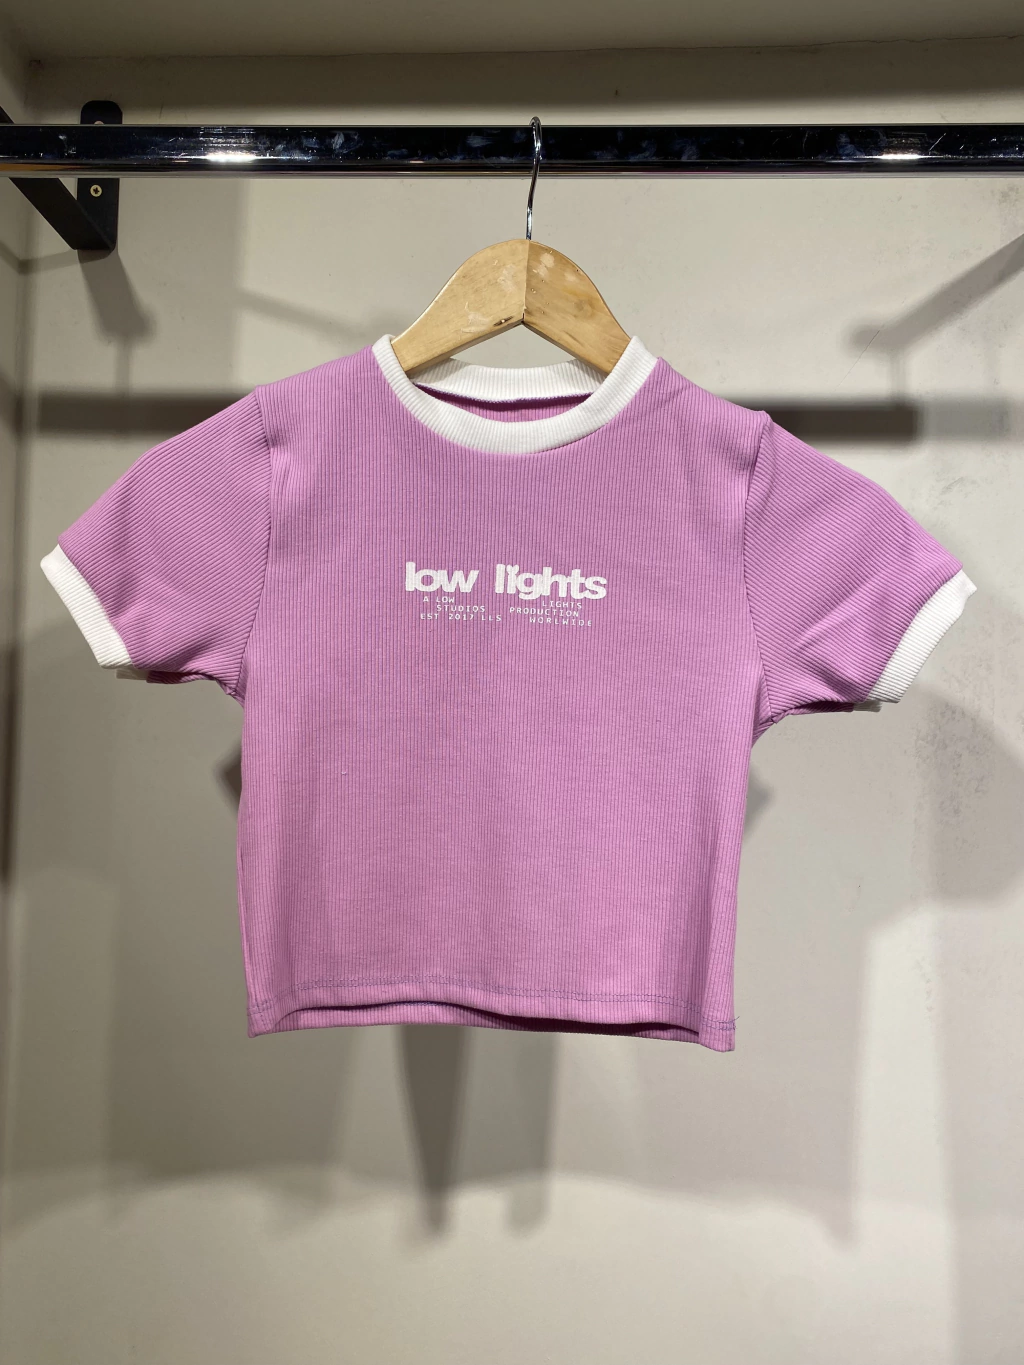 low lights
A LOW LIGHTS
STUDIOS PRODUCTION
EST 2017 LLS WORLWIDE